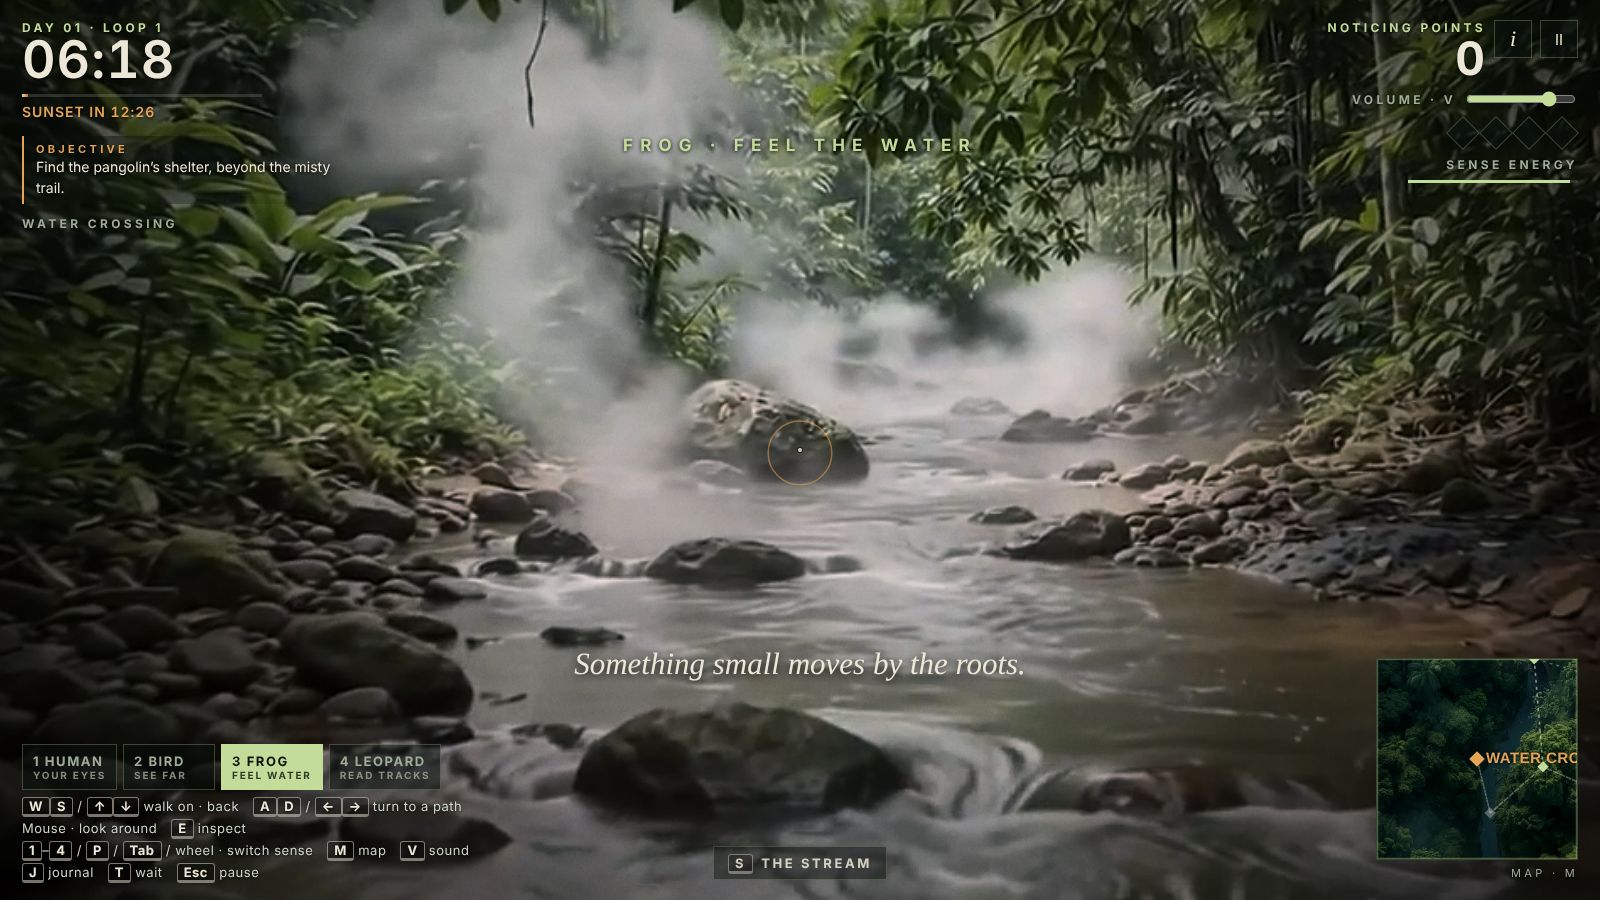 DAY 01 · LOOP 1
06:18
SUNSET IN 12:26
OBJECTIVE
Find the pangolin’s shelter, beyond the misty
trail.
WATER CROSSING
FROG · FEEL THE WATER
NOTICING POINTS
0
i
VOLUME · V
SENSE ENERGY
Something small moves by the roots.
1 HUMAN
YOUR EYES
2 BIRD
SEE FAR
3 FROG
FEEL WATER
4 LEOPARD
READ TRACKS
W S / ↑ ↓ walk on · back A D / ← → turn to a path
Mouse · look around E inspect
1–4 / P / Tab / wheel · switch sense M map V sound
J journal T wait Esc pause
S THE STREAM
WATER CRO
MAP · M